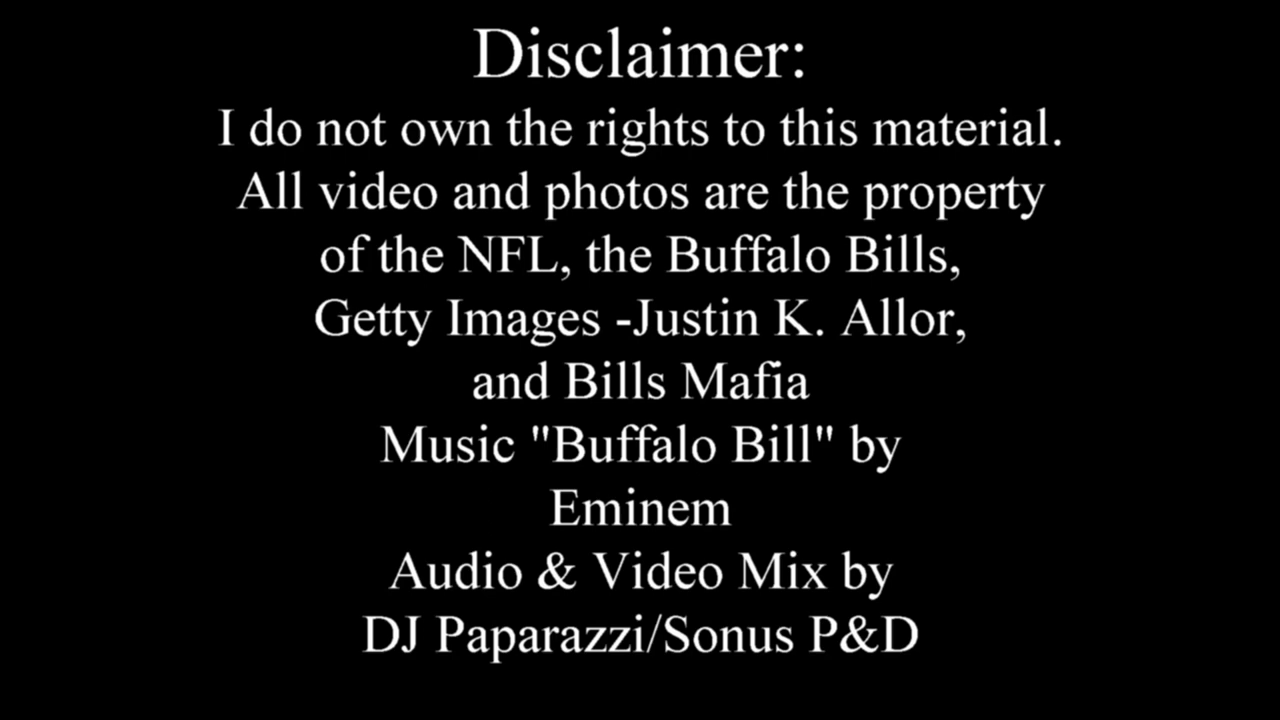 Disclaimer:
I do not own the rights to this material.
All video and photos are the property
of the NFL, the Buffalo Bills,
Getty Images -Justin K. Allor,
and Bills Mafia
Music "Buffalo Bill" by
Eminem
Audio & Video Mix by
DJ Paparazzi/Sonus P&D